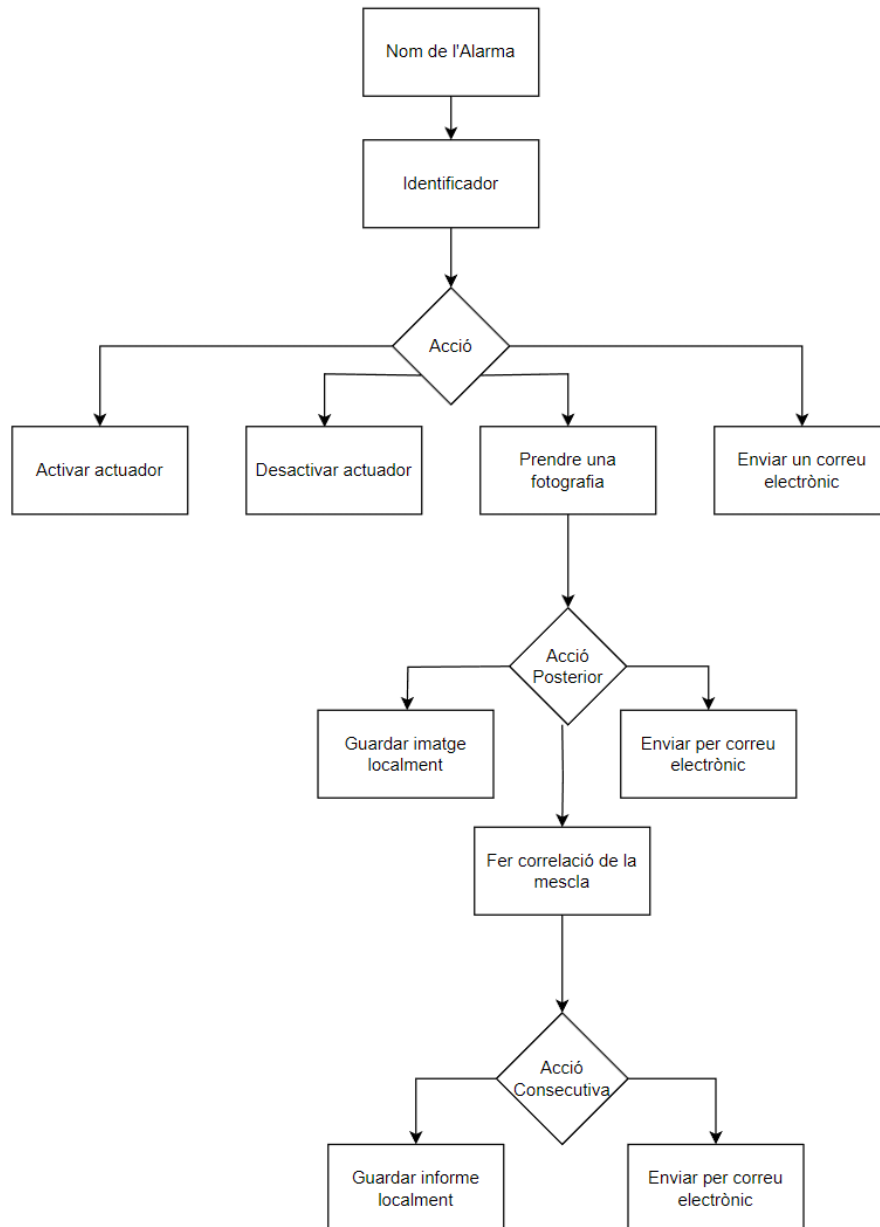 Nom de l'Alarma
Identificador
Acció
Activar actuador
Desactivar actuador
Prendre una
fotografia
Enviar un correu
electrònic
Acció
Posterior
Guardar imatge
localment
Enviar per correu
electrònic
Fer correlació de la
mescla
Acció
Consecutiva
Guardar informe
localment
Enviar per correu
electrònic